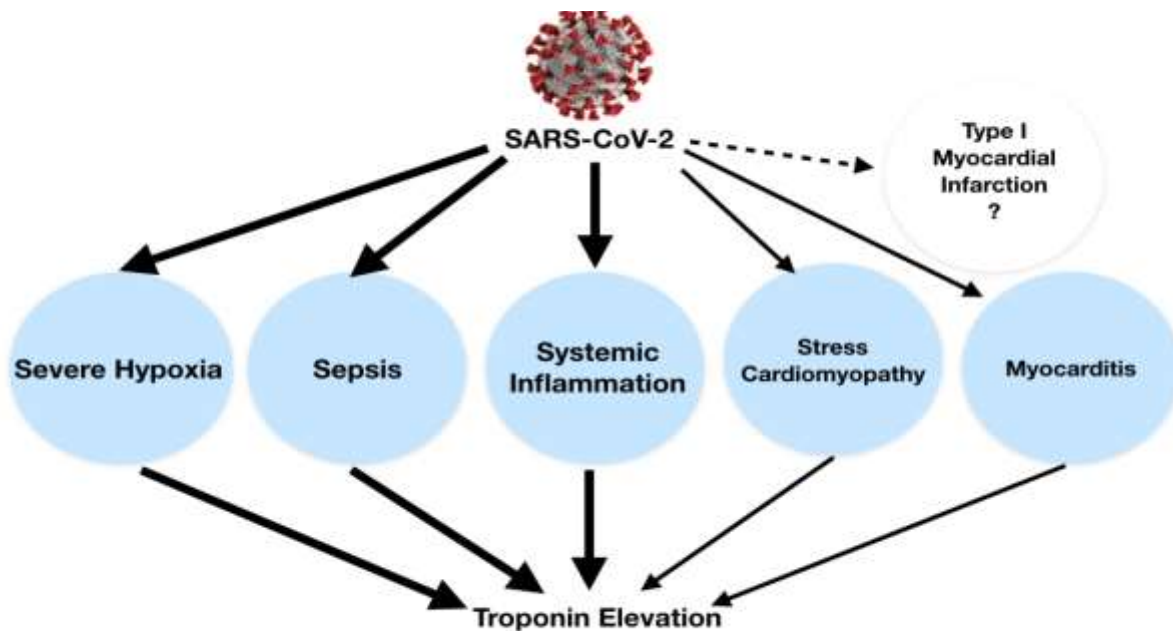 SARS-CoV-2
Type I
Myocardial
Infarction
?
Severe Hypoxia
Sepsis
Systemic
Inflammation
Stress
Cardiomyopathy
Myocarditis
Troponin Elevation